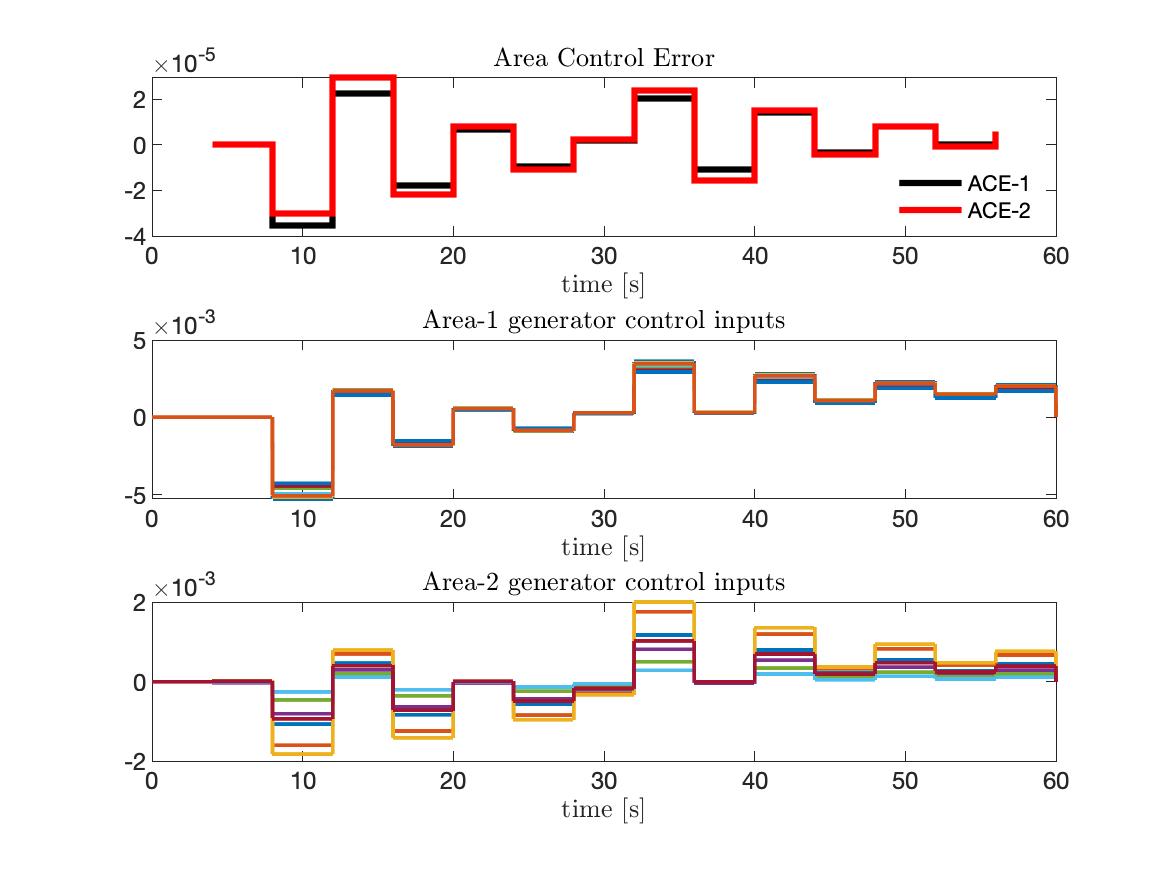 Area Control Error
×10-5
2
0
-2
-4
ACE-1
ACE-2
0 10 20 30 40 50 60
time [s]
Area-1 generator control inputs
×10-3
5
0
-5
0 10 20 30 40 50 60
time [s]
Area-2 generator control inputs
×10-3
2
0
-2
0 10 20 30 40 50 60
time [s]